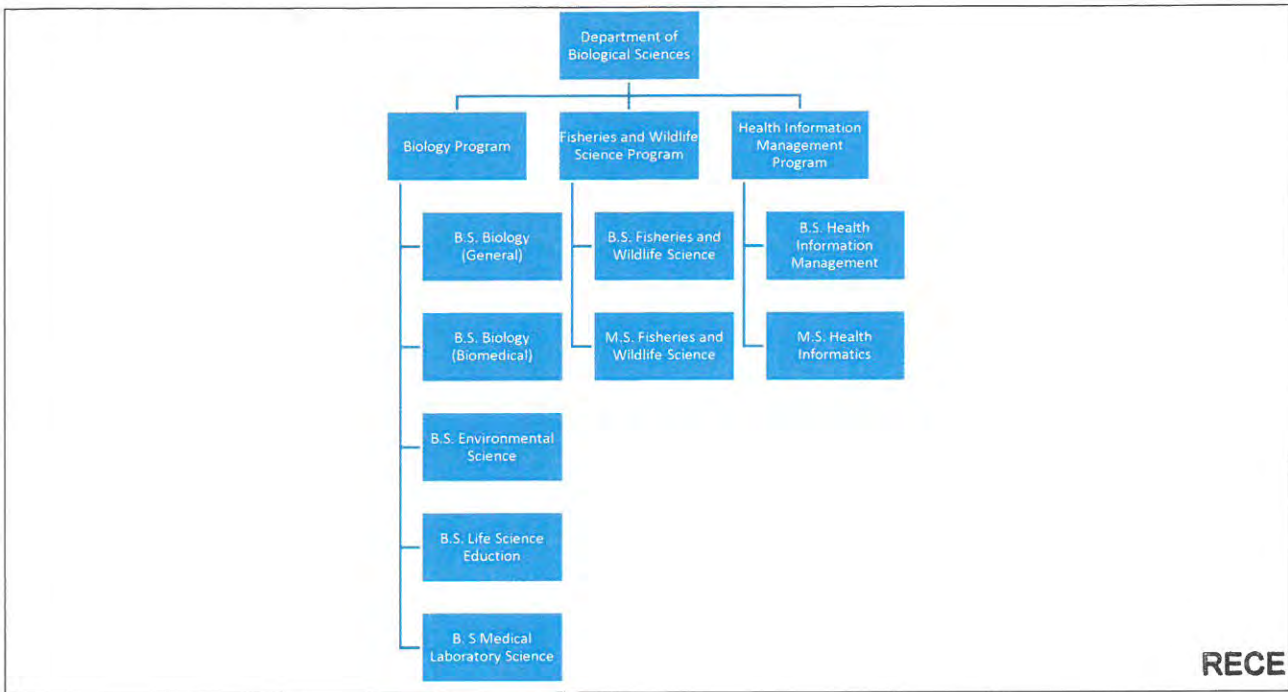 Department of
Biological Sciences
Biology Program
Fisheries and Wildlife
Science Program
Health Information
Management
Program
B.S. Biology
(General)
B.S. Fisheries and
Wildlife Science
B.S. Health
Information
Management
B.S. Biology
(Biomedical)
M.S. Fisheries and
Wildlife Science
M.S. Health
Informatics
B.S. Environmental
Science
B.S. Life Science
Eduction
B. S Medical
Laboratory Science
RECE